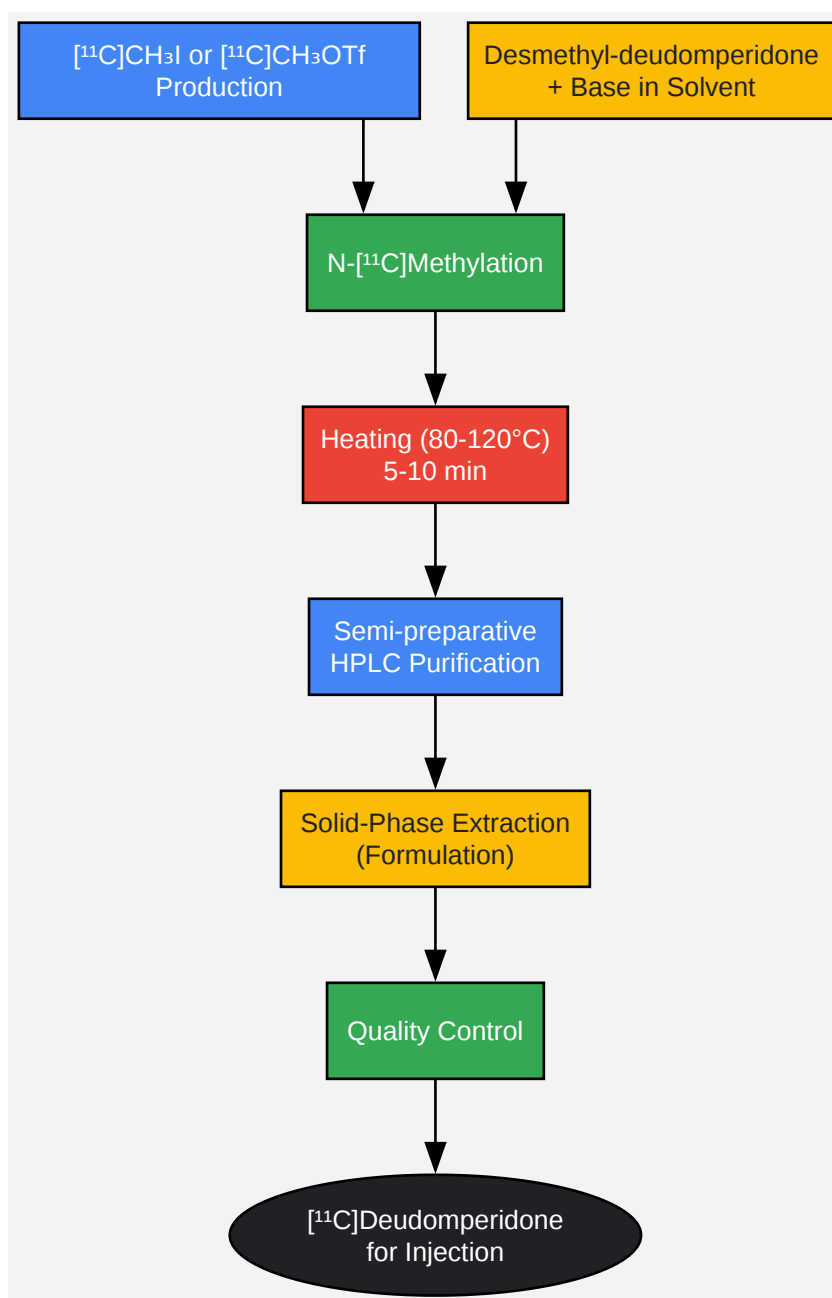 [¹¹C]CH₃I or [¹¹C]CH₃OTf
Production
Desmethyl-deudomperidone
+ Base in Solvent
N-[¹¹C]Methylation
Heating (80-120°C)
5-10 min
Semi-preparative
HPLC Purification
Solid-Phase Extraction
(Formulation)
Quality Control
[¹¹C]Deudomperidone
for Injection